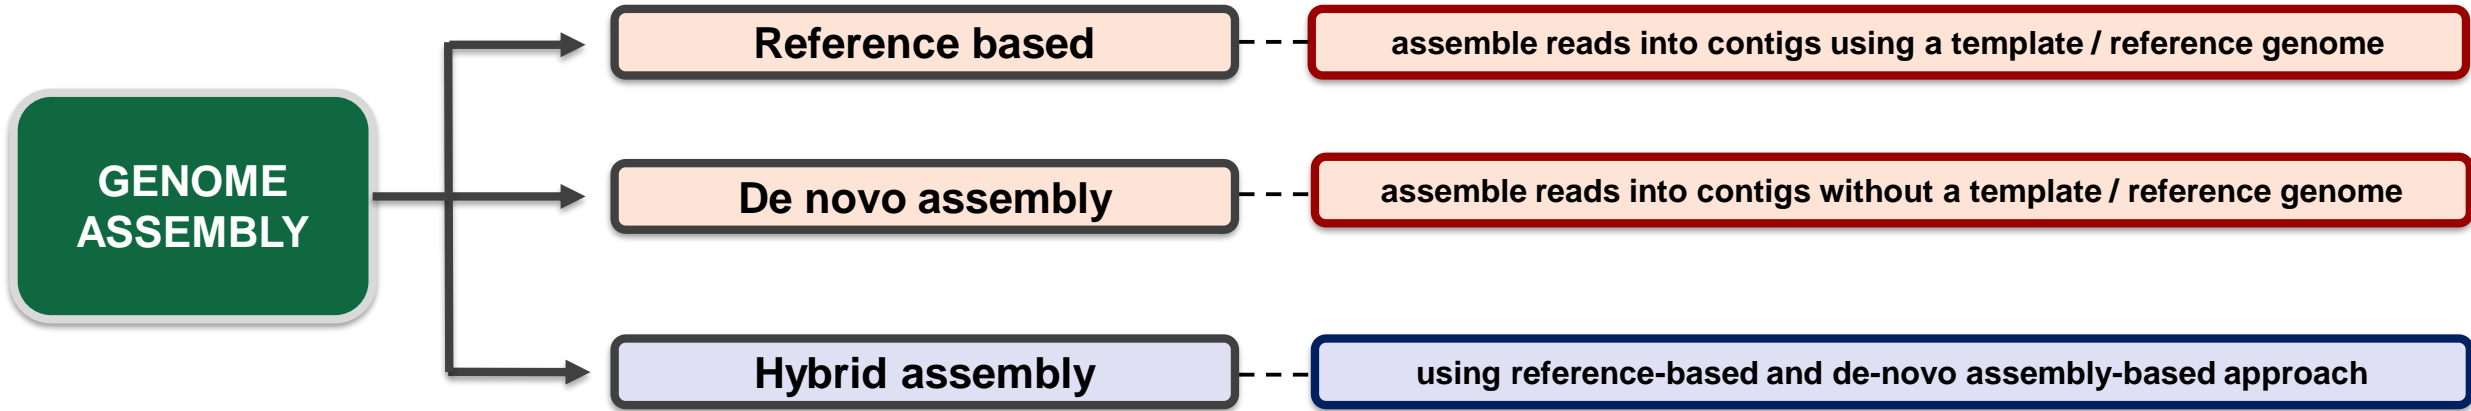 Reference based
assemble reads into contigs using a template / reference genome
GENOME
ASSEMBLY
De novo assembly
assemble reads into contigs without a template / reference genome
Hybrid assembly
using reference-based and de-novo assembly-based approach